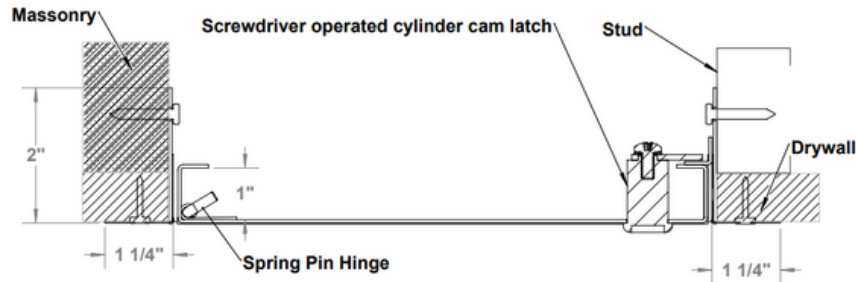 Massonry
Screwdriver operated cylinder cam latch
Stud
2"
1"
Drywall
1 1/4"
Spring Pin Hinge
1 1/4"